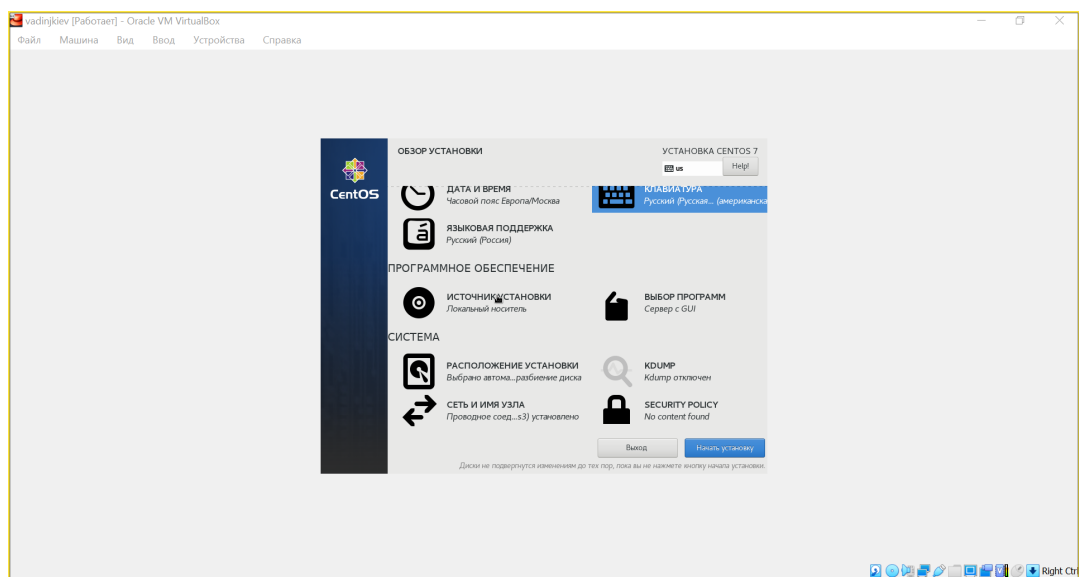 vadinjkiev [Работает] - Oracle VM VirtualBox
Файл Машина Вид Ввод Устройства Справка
ОБЗОР УСТАНОВКИ
УСТАНОВКА CENTOS 7
us
Help!
CentOS
ДАТА И ВРЕМЯ
Часовой пояс Европа/Москва
КЛАВИАТУРА
Русский (Русская... (американска
ЯЗЫКОВАЯ ПОДДЕРЖКА
Русский (Россия)
ПРОГРАММНОЕ ОБЕСПЕЧЕНИЕ
ИСТОЧНИК УСТАНОВКИ
Локальный носитель
ВЫБОР ПРОГРАММ
Сервер с GUI
СИСТЕМА
РАСПОЛОЖЕНИЕ УСТАНОВКИ
Выбрано автома...разбиение диска
KDUMP
Kdump отключен
СЕТЬ И ИМЯ УЗЛА
Проводное соед...s3) установлено
SECURITY POLICY
No content found
Выход
Начать установку
Диски не подвергнутся изменениям до тех пор, пока вы не нажмете кнопку начала установки.
Right Ctr